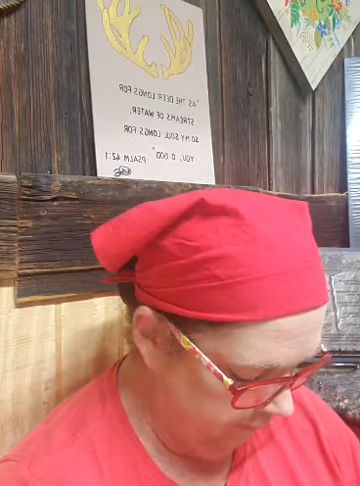 "AS THE DEER LONGS FOR
STREAMS OF WATER,
SO MY SOUL LONGS FOR
YOU, O GOD"
PSALM 42:1